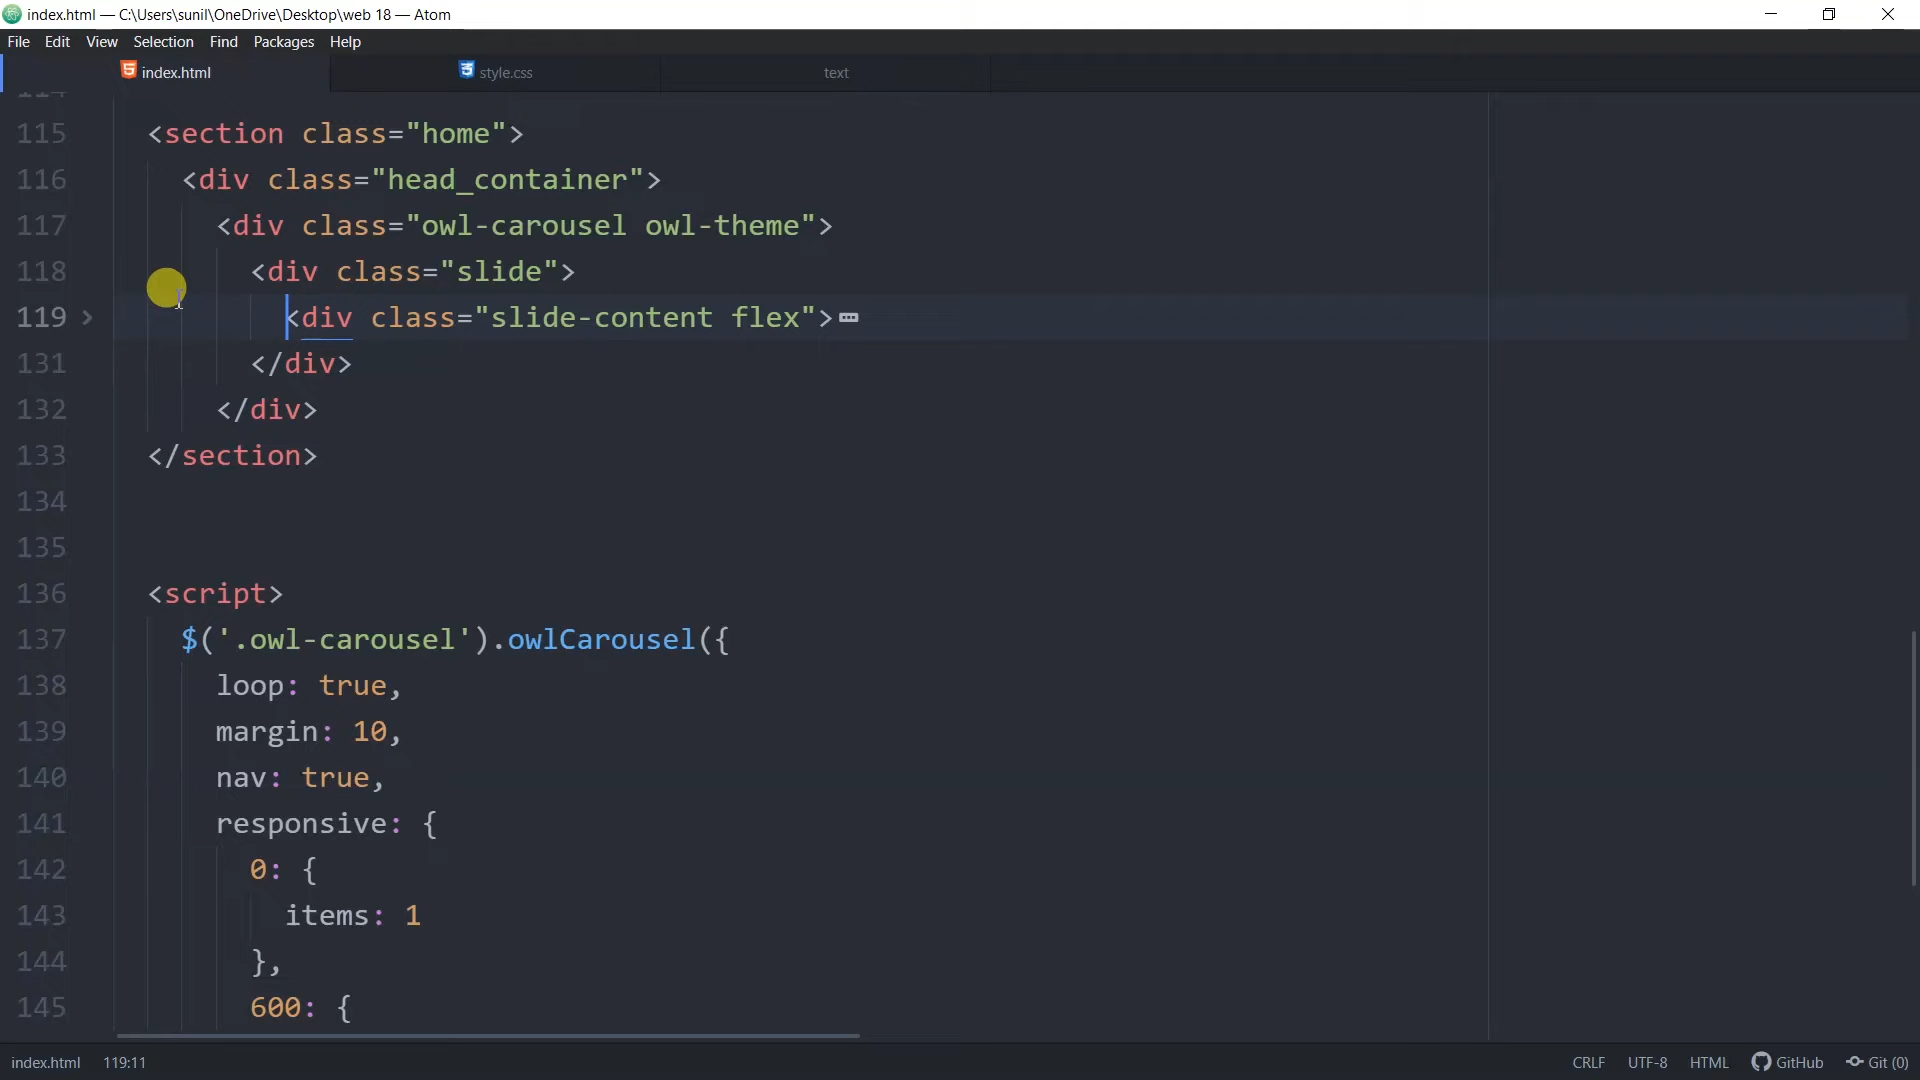 index.html — C:\Users\sunil\OneDrive\Desktop\web 18 — Atom
File Edit View Selection Find Packages Help
index.html style.css text
114
115 <section class="home">
116 <div class="head_container">
117 <div class="owl-carousel owl-theme">
118 <div class="slide">
119 <div class="slide-content flex">
131 </div>
132 </div>
133 </section>
134
135
136 <script>
137 $('.owl-carousel').owlCarousel({
138 loop: true,
139 margin: 10,
140 nav: true,
141 responsive: {
142 0: {
143 items: 1
144 },
145 600: {
index.html 119:11 CRLF UTF-8 HTML GitHub Git (0)